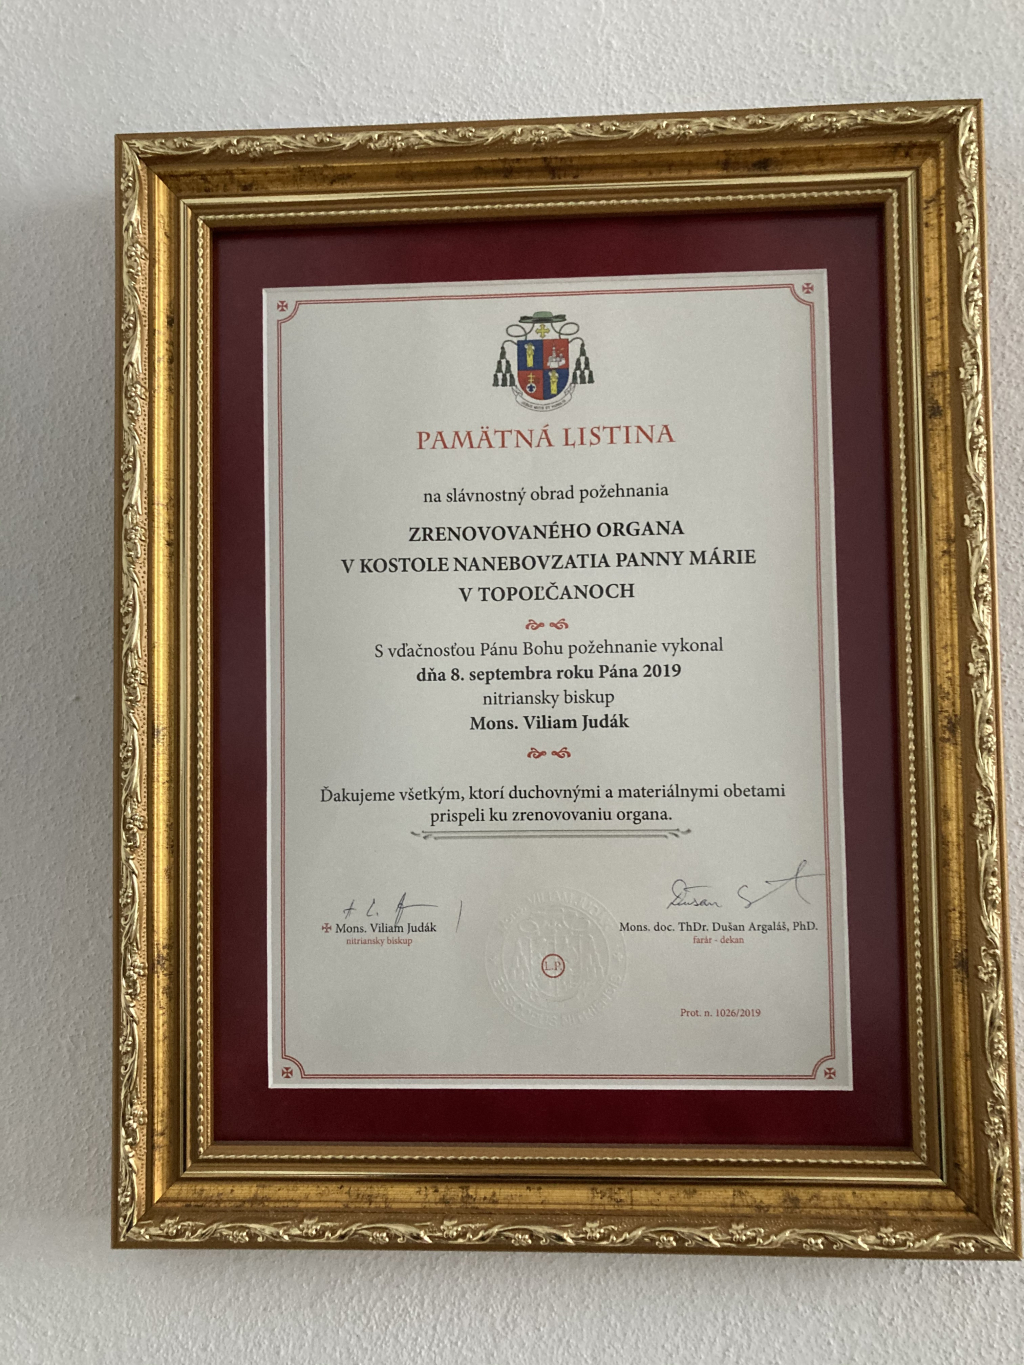 PAMÄTNÁ LISTINA
na slávnostný obrad požehnania
ZRENOVOVANÉHO ORGANA
V KOSTOLE NANEBOVZATIA PANNY MÁRIE
V TOPOĽČANOCH
S vďačnosťou Pánu Bohu požehnanie vykonal
dňa 8. septembra roku Pána 2019
nitriansky biskup
Mons. Viliam Judák
Ďakujeme všetkým, ktorí duchovnými a materiálnymi obetami
prispeli ku zrenovovaniu organa.
Dušan
✠ Mons. Viliam Judák
nitriansky biskup
Mons. doc. ThDr. Dušan Argaláš, PhD.
farár - dekan
L.P.
Prot. n. 1026/2019